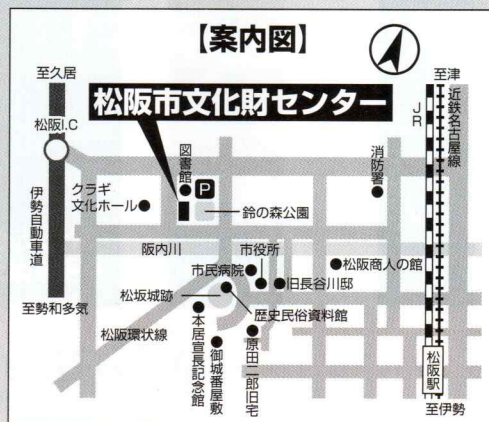 【案内図】
至久居
至津
松阪市文化財センター
近鉄名古屋線
JR
松阪I.C
図書館
P
消防署
クラギ
文化ホール
鈴の森公園
伊勢自動車道
阪内川
市役所
松阪商人の館
市民病院
旧長谷川邸
松坂城跡
至勢和多気
歴史民俗資料館
松阪環状線
本居宣長記念館
御城番屋敷
原田二郎旧宅
松阪駅
至伊勢